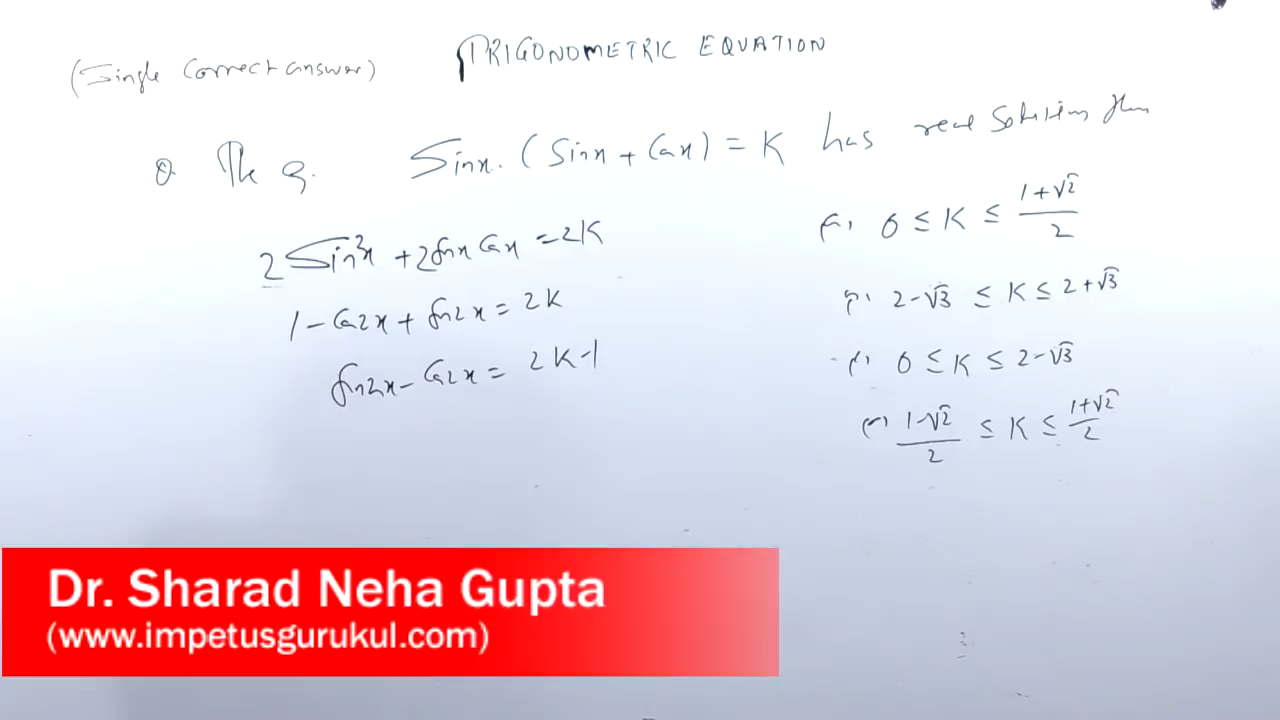 (Single Correct answer) TRIGONOMETRIC EQUATION
Q. The Q. Sinx. (Sinx + Cosx) = K has real Solution then
2 Sin²x + 2Sinx Cosx = 2K
1 - Cos2x + Sin2x = 2K
Sin2x - Cos2x = 2K-1
0 ≤ K ≤ (1+√2)/2
2-√3 ≤ K ≤ 2+√3
0 ≤ K ≤ 2-√3
(1-√2)/2 ≤ K ≤ (1+√2)/2
Dr. Sharad Neha Gupta
(www.impetusgurukul.com)